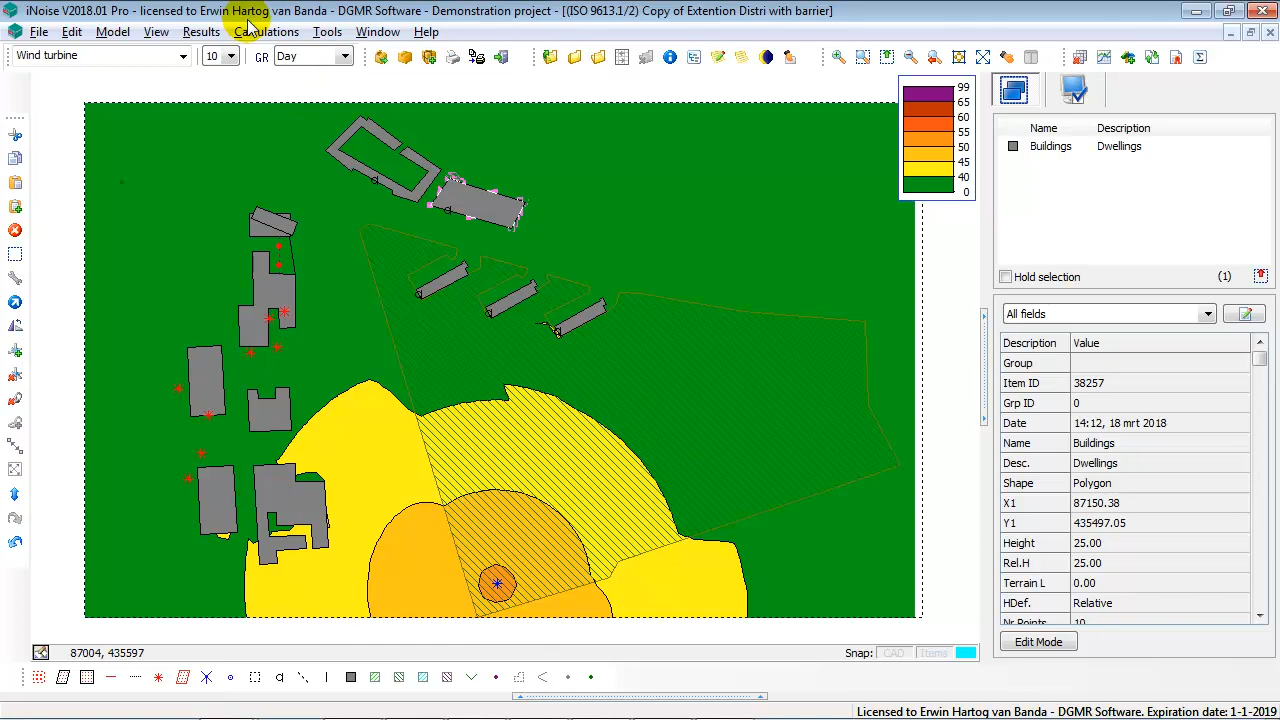 iNoise V2018.01 Pro - licensed to Erwin Hartog van Banda - DGMR Software - Demonstration project - [(ISO 9613.1/2) Copy of Extention Distri with barrier]
File Edit Model View Results Calculations Tools Window Help
Wind turbine 10 GR Day
99
65
60
55
50
45
40
0
Name Description
Buildings Dwellings
Hold selection (1)
All fields
Description Value
Group
Item ID 38257
Grp ID 0
Date 14:12, 18 mrt 2018
Name Buildings
Desc. Dwellings
Shape Polygon
X1 87150.38
Y1 435497.05
Height 25.00
Rel.H 25.00
Terrain L 0.00
HDef. Relative
Nr Points 10
Edit Mode
87004, 435597 Snap: CAD Items
Licensed to Erwin Hartog van Banda - DGMR Software. Expiration date: 1-1-2019